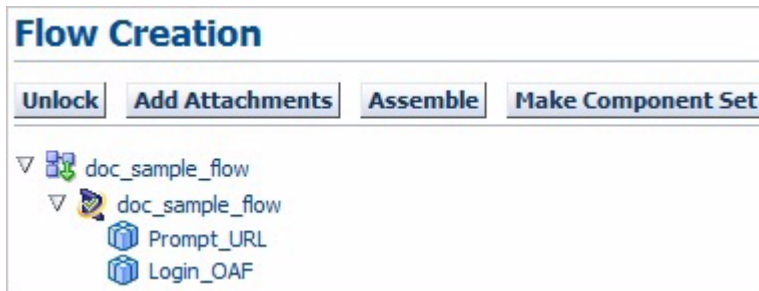 Flow Creation
Unlock Add Attachments Assemble Make Component Set
doc_sample_flow
doc_sample_flow
Prompt_URL
Login_OAF